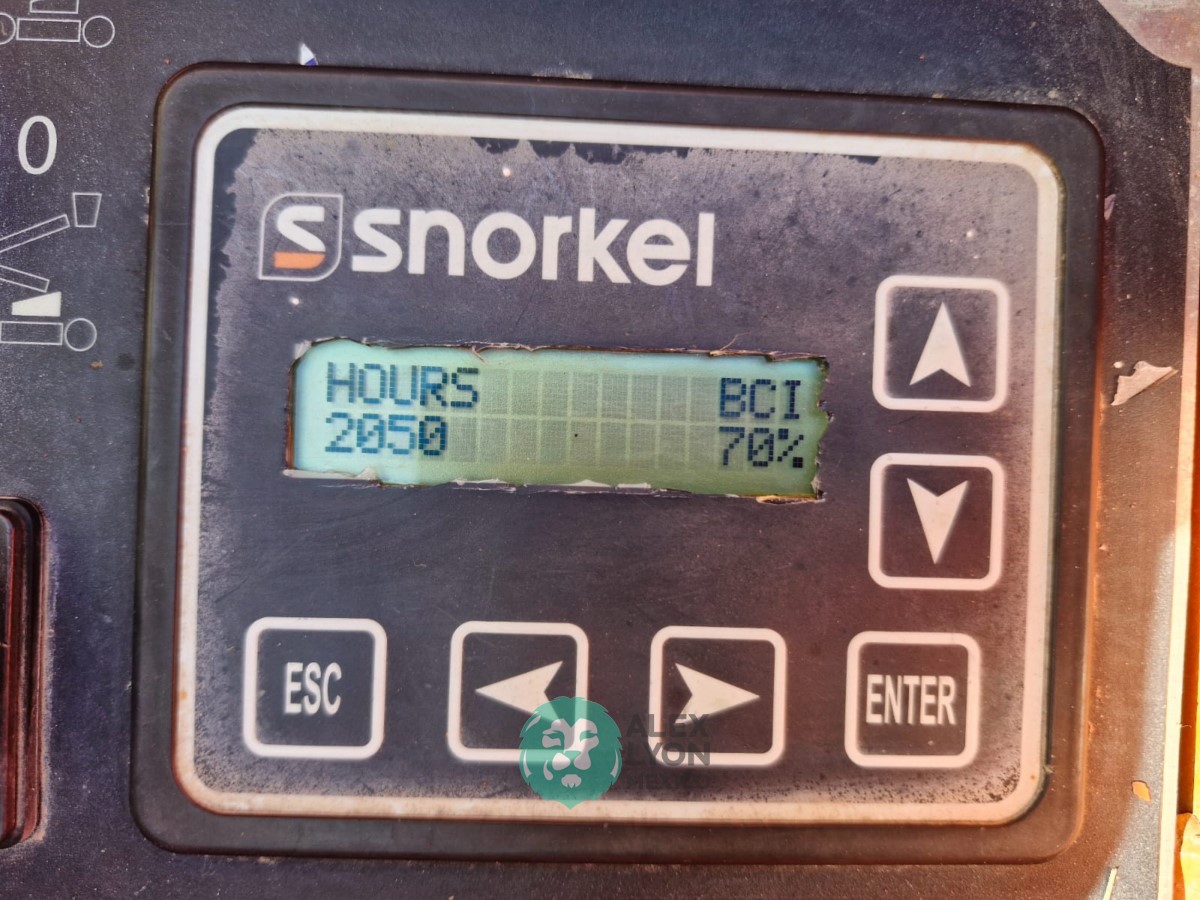 0
snorkel
HOURS BCI
2050 70%
ESC
ENTER
ALEX
LYON